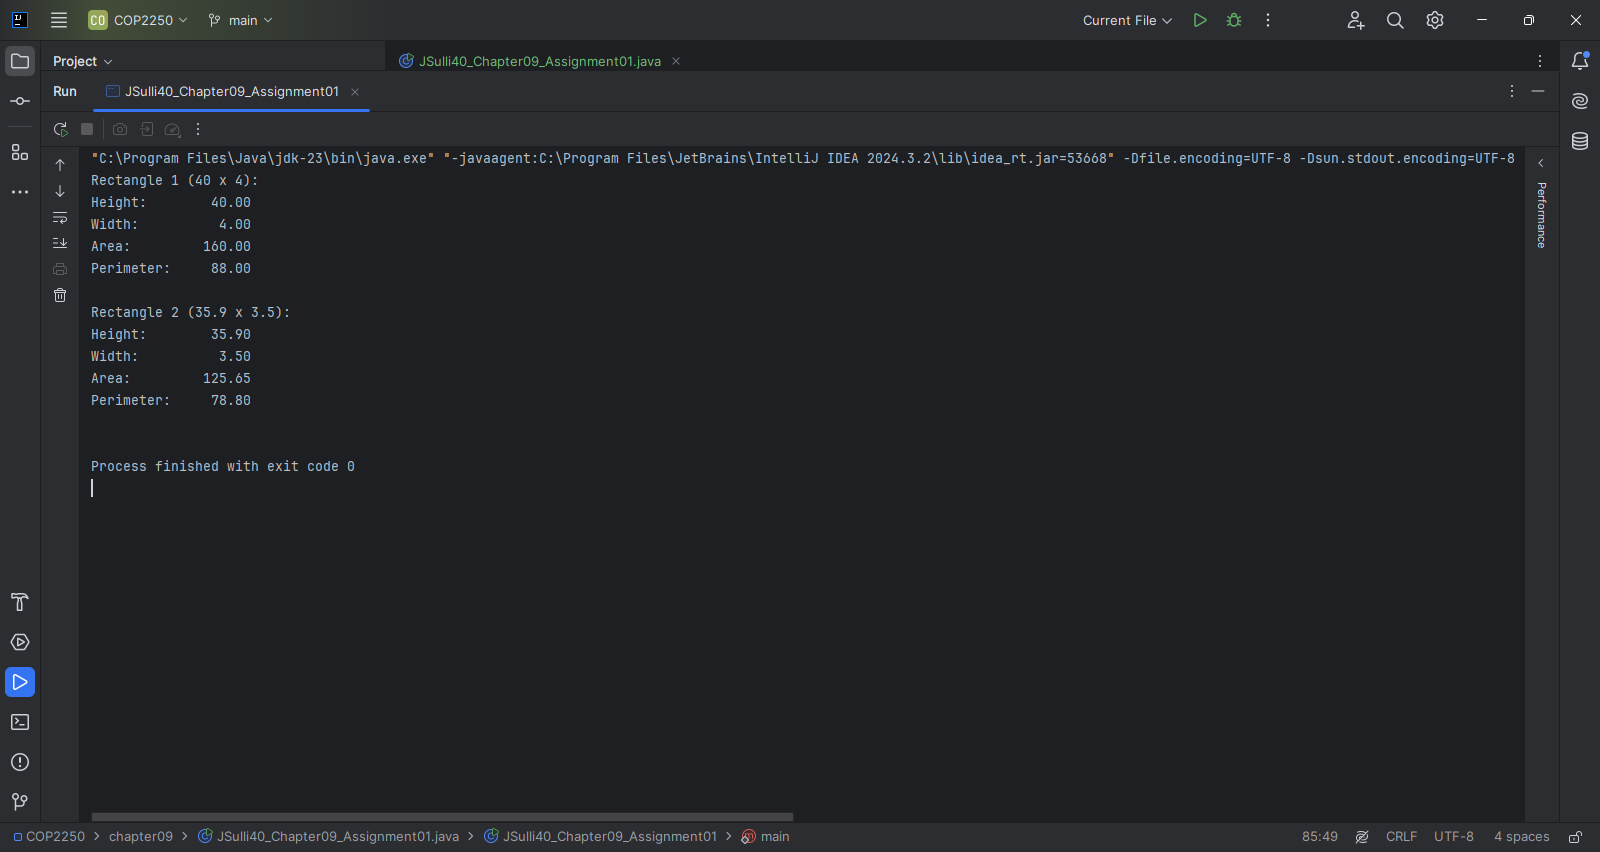 CO COP2250 main Current File
Project JSulli40_Chapter09_Assignment01.java
Run JSulli40_Chapter09_Assignment01
"C:\Program Files\Java\jdk-23\bin\java.exe" "-javaagent:C:\Program Files\JetBrains\IntelliJ IDEA 2024.3.2\lib\idea_rt.jar=53668" -Dfile.encoding=UTF-8 -Dsun.stdout.encoding=UTF-8
Rectangle 1 (40 x 4):
Height: 40.00
Width: 4.00
Area: 160.00
Perimeter: 88.00
Rectangle 2 (35.9 x 3.5):
Height: 35.90
Width: 3.50
Area: 125.65
Perimeter: 78.80
Process finished with exit code 0
Performance
COP2250 > chapter09 > JSulli40_Chapter09_Assignment01.java > JSulli40_Chapter09_Assignment01 > main 85:49 CRLF UTF-8 4 spaces